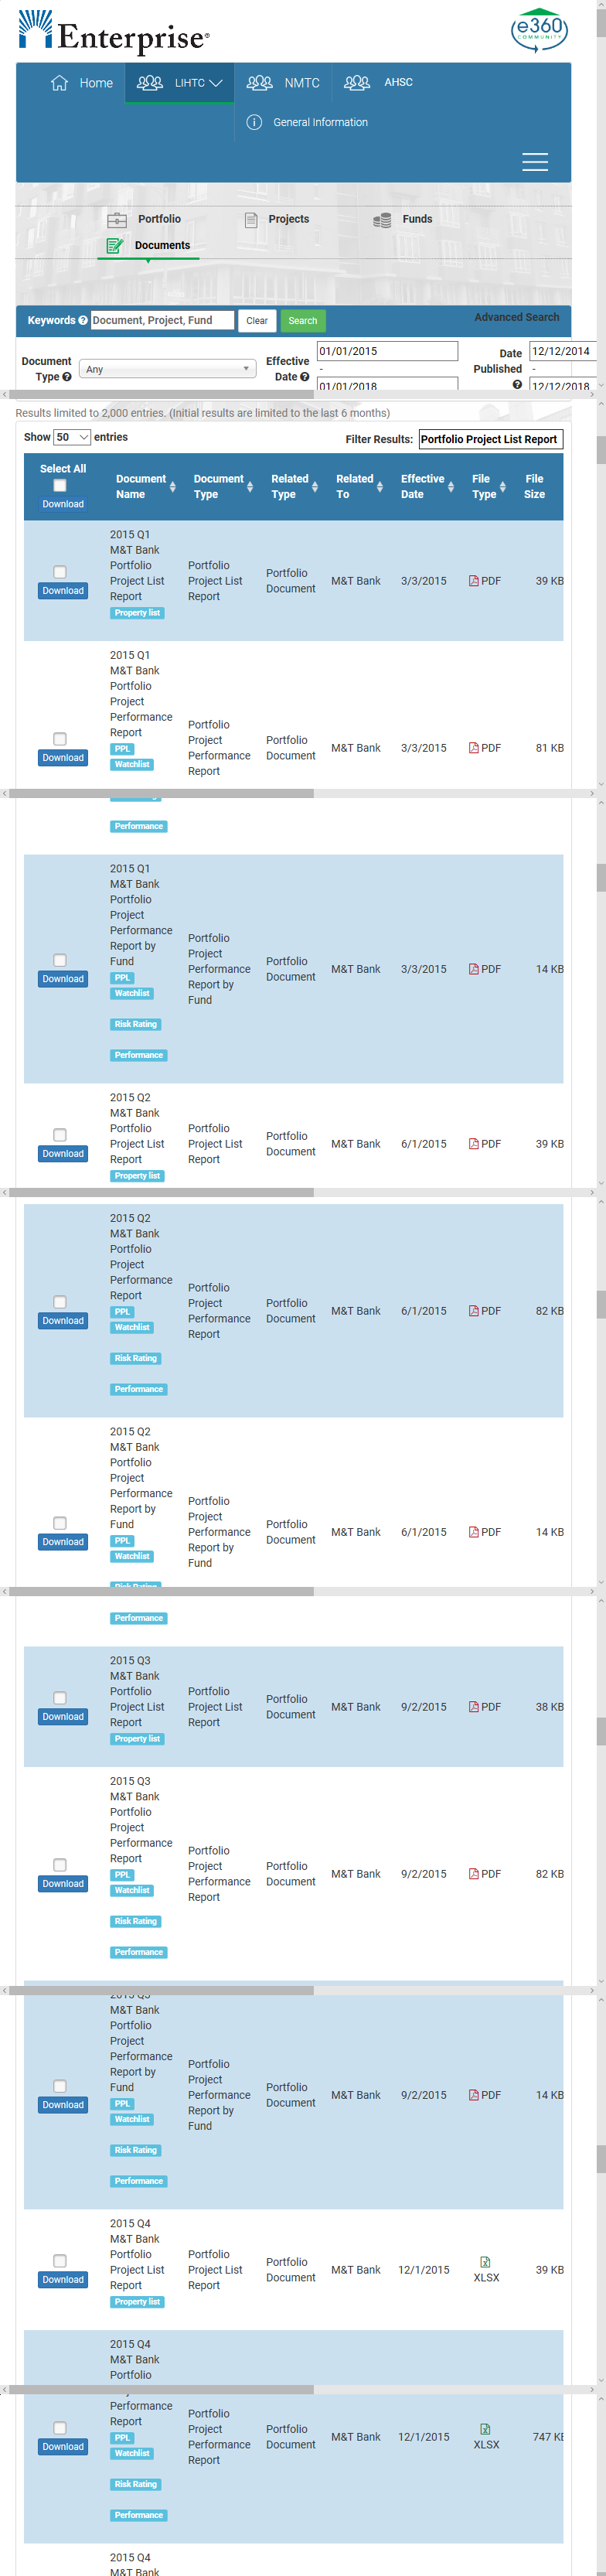 Enterprise®
e360
COMMUNITY
Home
LIHTC
NMTC
AHSC
General Information
Portfolio
Projects
Funds
Documents
Keywords
Document, Project, Fund
Clear
Search
Advanced Search
Document
Type
Any
Effective
Date
01/01/2015
-
01/01/2018
Date
Published
12/12/2014
-
12/12/2018
Results limited to 2,000 entries. (Initial results are limited to the last 6 months)
Show 50 entries
Filter Results: Portfolio Project List Report
Select All
Download
Document
Name
Document
Type
Related
Type
Related
To
Effective
Date
File
Type
File
Size
Download
2015 Q1
M&T Bank
Portfolio
Project List
Report
Property list
Portfolio
Project List
Report
Portfolio
Document
M&T Bank
3/3/2015
PDF
39 KB
Download
2015 Q1
M&T Bank
Portfolio
Project
Performance
Report
PPL
Watchlist
Performance
Portfolio
Project
Performance
Report
Portfolio
Document
M&T Bank
3/3/2015
PDF
81 KB
Download
2015 Q1
M&T Bank
Portfolio
Project
Performance
Report by
Fund
PPL
Watchlist
Risk Rating
Performance
Portfolio
Project
Performance
Report by
Fund
Portfolio
Document
M&T Bank
3/3/2015
PDF
14 KB
Download
2015 Q2
M&T Bank
Portfolio
Project List
Report
Property list
Portfolio
Project List
Report
Portfolio
Document
M&T Bank
6/1/2015
PDF
39 KB
Download
2015 Q2
M&T Bank
Portfolio
Project
Performance
Report
PPL
Watchlist
Risk Rating
Performance
Portfolio
Project
Performance
Report
Portfolio
Document
M&T Bank
6/1/2015
PDF
82 KB
Download
2015 Q2
M&T Bank
Portfolio
Project
Performance
Report by
Fund
PPL
Watchlist
Risk Rating
Performance
Portfolio
Project
Performance
Report by
Fund
Portfolio
Document
M&T Bank
6/1/2015
PDF
14 KB
Download
2015 Q3
M&T Bank
Portfolio
Project List
Report
Property list
Portfolio
Project List
Report
Portfolio
Document
M&T Bank
9/2/2015
PDF
38 KB
Download
2015 Q3
M&T Bank
Portfolio
Project
Performance
Report
PPL
Watchlist
Risk Rating
Performance
Portfolio
Project
Performance
Report
Portfolio
Document
M&T Bank
9/2/2015
PDF
82 KB
Download
2015 Q3
M&T Bank
Portfolio
Project
Performance
Report by
Fund
PPL
Watchlist
Risk Rating
Performance
Portfolio
Project
Performance
Report by
Fund
Portfolio
Document
M&T Bank
9/2/2015
PDF
14 KB
Download
2015 Q4
M&T Bank
Portfolio
Project List
Report
Property list
Portfolio
Project List
Report
Portfolio
Document
M&T Bank
12/1/2015
XLSX
39 KB
Download
2015 Q4
M&T Bank
Portfolio
Performance
Report
PPL
Watchlist
Risk Rating
Performance
Portfolio
Project
Performance
Report
Portfolio
Document
M&T Bank
12/1/2015
XLSX
747 KB
2015 Q4
M&T Bank